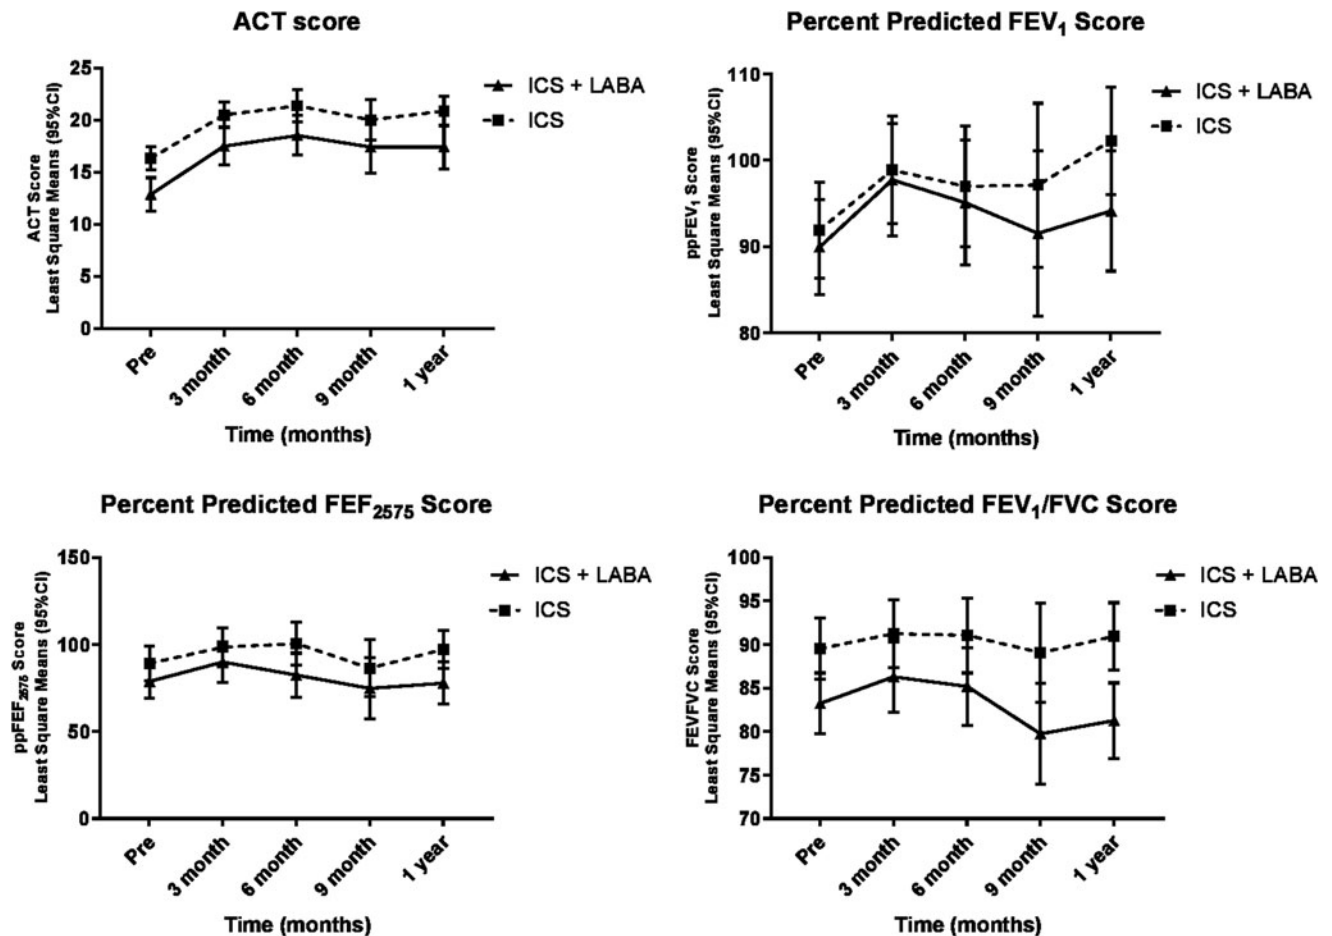 ACT score
ACT Score
Least Square Means (95%CI)
25
20
15
10
5
0
Pre
3 month
6 month
9 month
1 year
Time (months)
ICS + LABA
ICS
Percent Predicted FEV₁ Score
ppFEV₁ Score
Least Square Means (95%CI)
110
100
90
80
Pre
3 month
6 month
9 month
1 year
Time (months)
ICS + LABA
ICS
Percent Predicted FEF₂₅₇₅ Score
ppFEF₂₅₇₅ Score
Least Square Means (95%CI)
150
100
50
0
Pre
3 month
6 month
9 month
1 year
Time (months)
ICS + LABA
ICS
Percent Predicted FEV₁/FVC Score
FEVFVC Score
Least Square Means (95%CI)
100
95
90
85
80
75
70
Pre
3 month
6 month
9 month
1 year
Time (months)
ICS + LABA
ICS